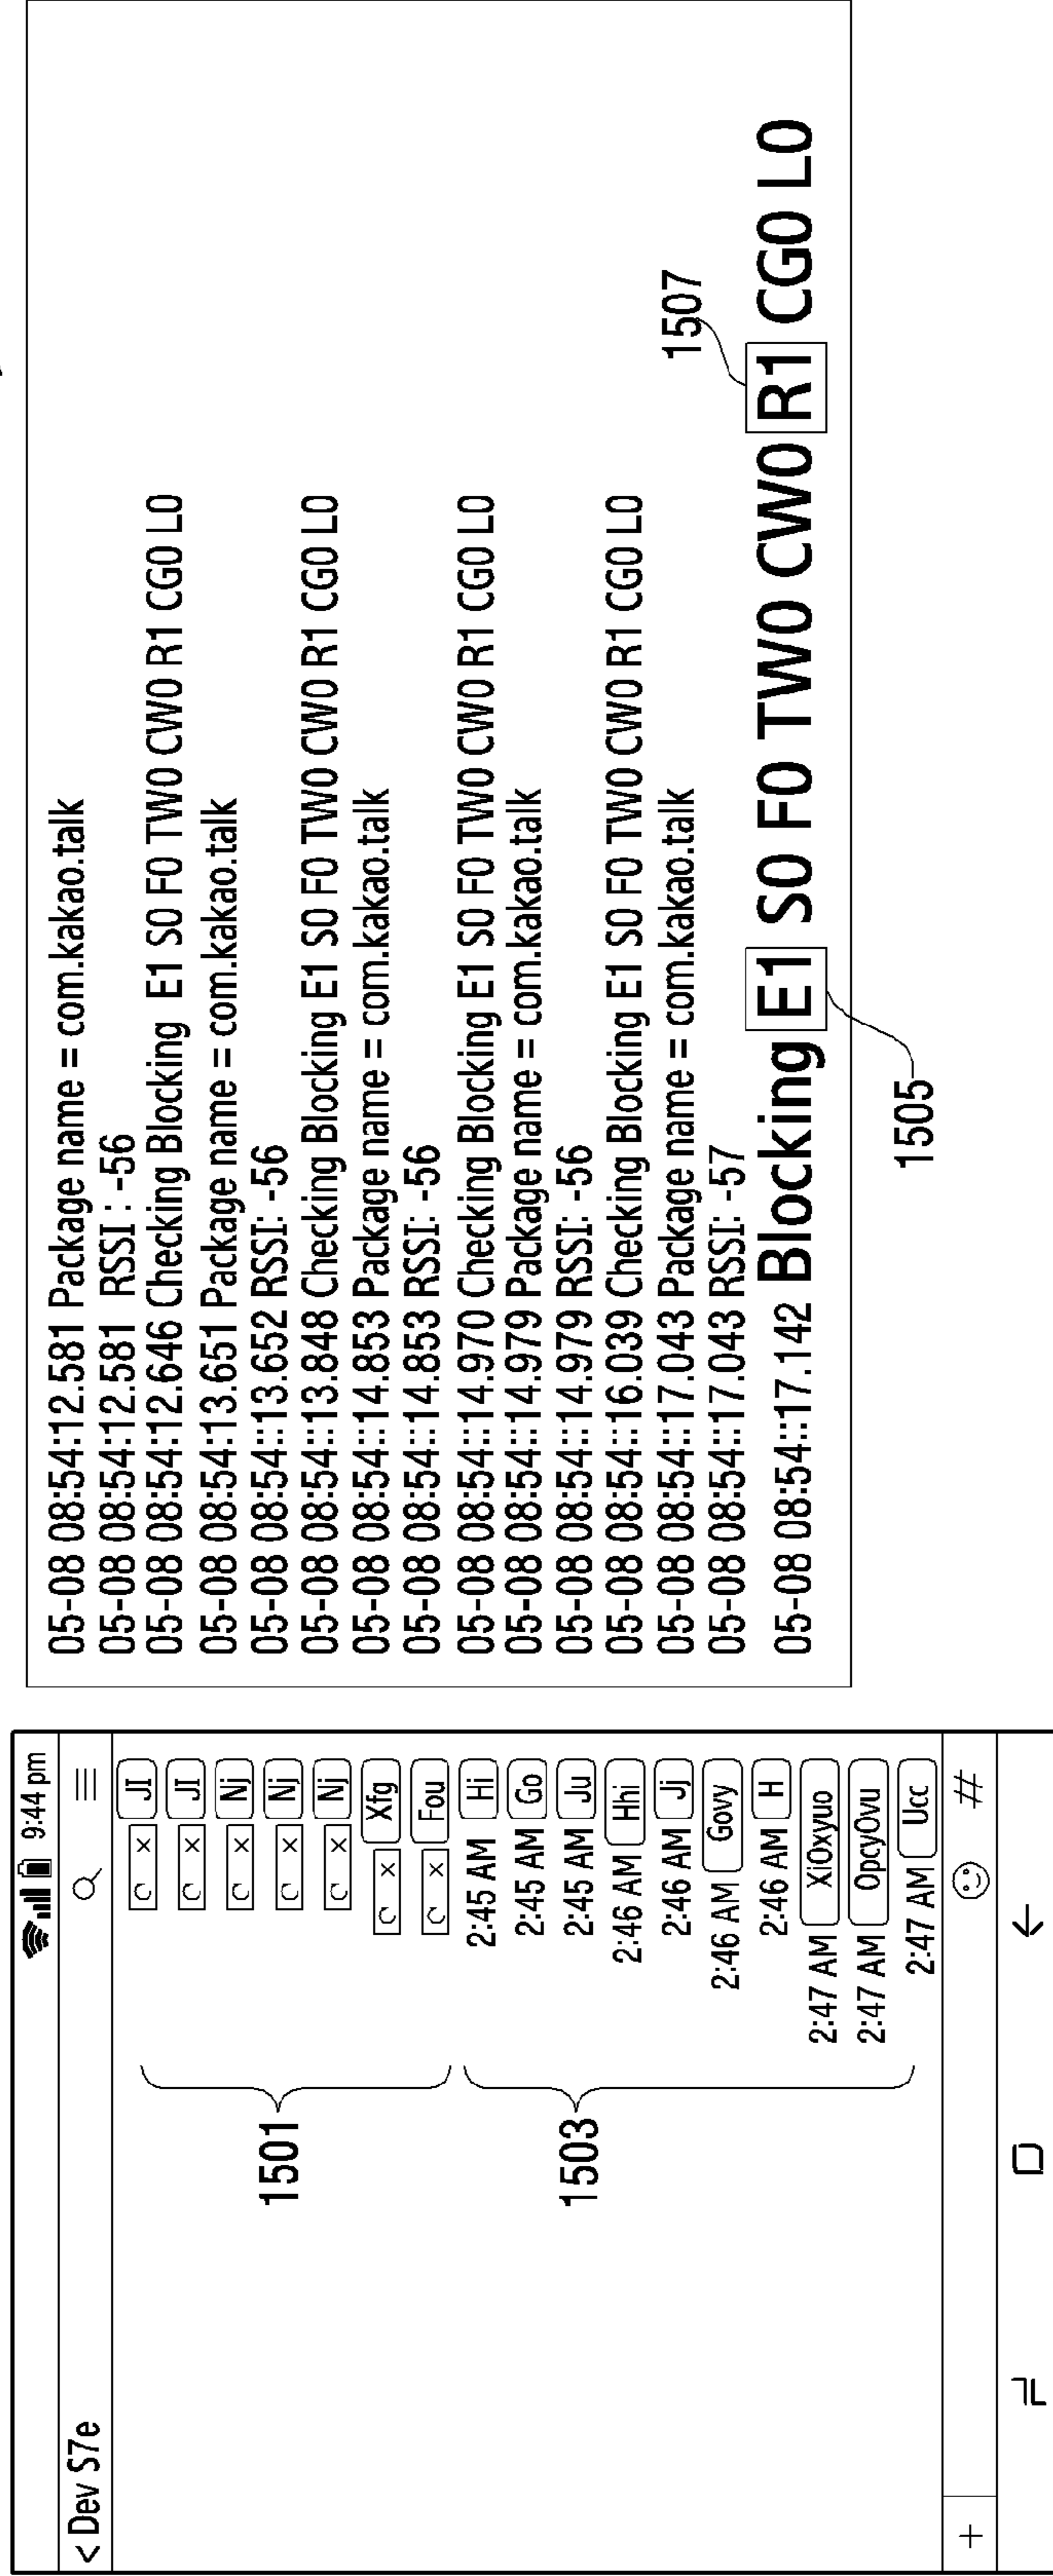 9:44 pm
< Dev S7e
C x JI
C x JI
C x Nj
C x Nj
C x Nj
C x Xfg
C x Fou
2:45 AM Hi
2:45 AM Go
2:45 AM Ju
2:46 AM Hhi
2:46 AM Jj
2:46 AM Govy
2:46 AM H
2:47 AM XiOxyuo
2:47 AM OpcyOvu
2:47 AM Ucc
+ #
1501
1503
05-08 08:54:12.581 Package name = com.kakao.talk
05-08 08:54:12.581 RSSI : -56
05-08 08:54:12.646 Checking Blocking E1 S0 F0 TW0 CW0 R1 CG0 L0
05-08 08:54:13.651 Package name = com.kakao.talk
05-08 08:54::13.652 RSSI: -56
05-08 08:54::13.848 Checking Blocking E1 S0 F0 TW0 CW0 R1 CG0 L0
05-08 08:54::14.853 Package name = com.kakao.talk
05-08 08:54::14.853 RSSI: -56
05-08 08:54::14.970 Checking Blocking E1 S0 F0 TW0 CW0 R1 CG0 L0
05-08 08:54::14.979 Package name = com.kakao.talk
05-08 08:54::14.979 RSSI: -56
05-08 08:54::16.039 Checking Blocking E1 S0 F0 TW0 CW0 R1 CG0 L0
05-08 08:54::17.043 Package name = com.kakao.talk
05-08 08:54::17.043 RSSI: -57
05-08 08:54::17.142 Blocking E1 S0 F0 TW0 CW0 R1 CG0 L0
1507
1505